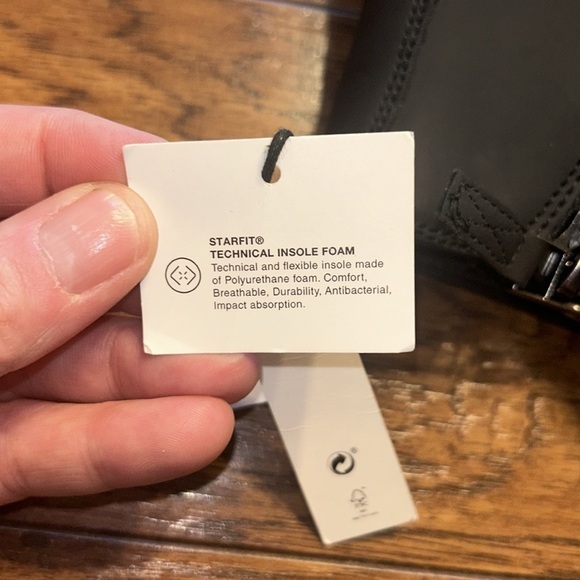 STARFIT®
TECHNICAL INSOLE FOAM
Technical and flexible insole made
of Polyurethane foam. Comfort,
Breathable, Durability, Antibacterial,
Impact absorption.